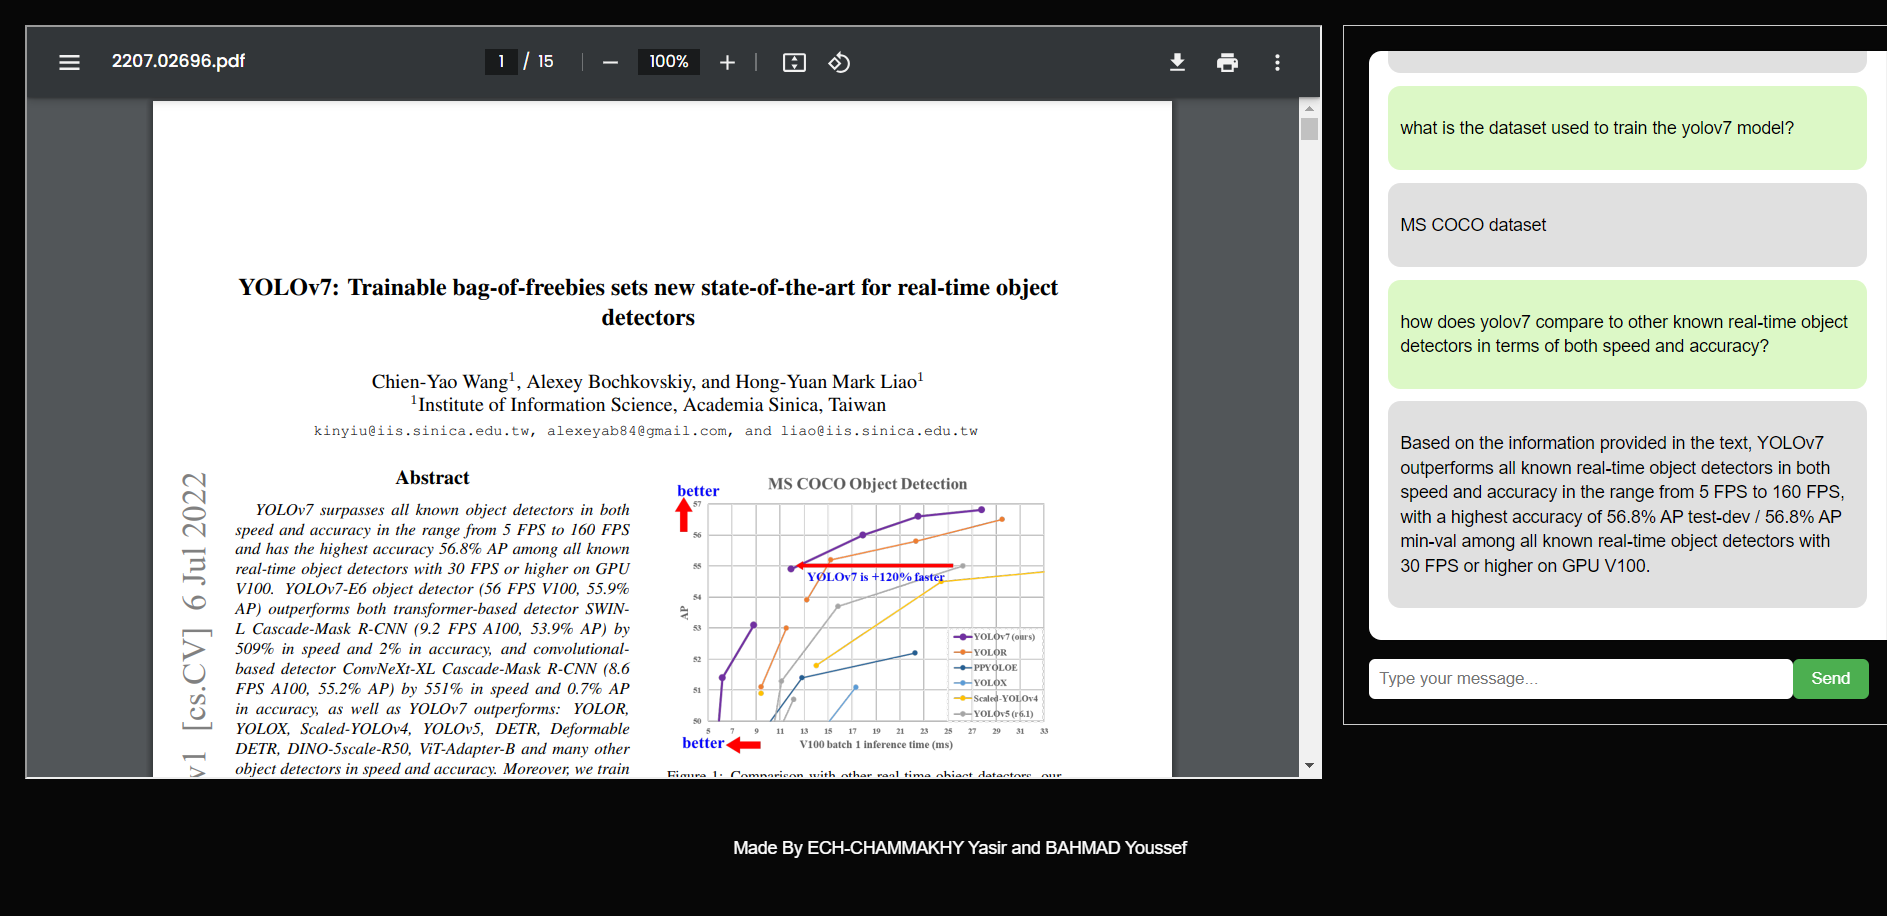 2207.02696.pdf
1 / 15
100%
YOLOv7: Trainable bag-of-freebies sets new state-of-the-art for real-time object
detectors
Chien-Yao Wang1, Alexey Bochkovskiy, and Hong-Yuan Mark Liao1
1Institute of Information Science, Academia Sinica, Taiwan
kinyiu@iis.sinica.edu.tw, alexeyab84@gmail.com, and liao@iis.sinica.edu.tw
v1 [cs.CV] 6 Jul 2022
Abstract
YOLOv7 surpasses all known object detectors in both
speed and accuracy in the range from 5 FPS to 160 FPS
and has the highest accuracy 56.8% AP among all known
real-time object detectors with 30 FPS or higher on GPU
V100. YOLOv7-E6 object detector (56 FPS V100, 55.9%
AP) outperforms both transformer-based detector SWIN-
L Cascade-Mask R-CNN (9.2 FPS A100, 53.9% AP) by
509% in speed and 2% in accuracy, and convolutional-
based detector ConvNeXt-XL Cascade-Mask R-CNN (8.6
FPS A100, 55.2% AP) by 551% in speed and 0.7% AP
in accuracy, as well as YOLOv7 outperforms: YOLOR,
YOLOX, Scaled-YOLOv4, YOLOv5, DETR, Deformable
DETR, DINO-5scale-R50, ViT-Adapter-B and many other
object detectors in speed and accuracy. Moreover, we train
MS COCO Object Detection
better
57
56
55
54
53
52
51
50
AP
YOLOv7 is +120% faster
YOLOv7 (ours)
YOLOR
PPYOLOE
YOLOX
Scaled-YOLOv4
YOLOv5 (r6.1)
5 7 9 11 13 15 17 19 21 23 25 27 29 31 33
better
V100 batch 1 inference time (ms)
Figure 1: Comparison with other real-time object detectors, our
what is the dataset used to train the yolov7 model?
MS COCO dataset
how does yolov7 compare to other known real-time object
detectors in terms of both speed and accuracy?
Based on the information provided in the text, YOLOv7
outperforms all known real-time object detectors in both
speed and accuracy in the range from 5 FPS to 160 FPS,
with a highest accuracy of 56.8% AP test-dev / 56.8% AP
min-val among all known real-time object detectors with
30 FPS or higher on GPU V100.
Type your message...
Send
Made By ECH-CHAMMAKHY Yasir and BAHMAD Youssef